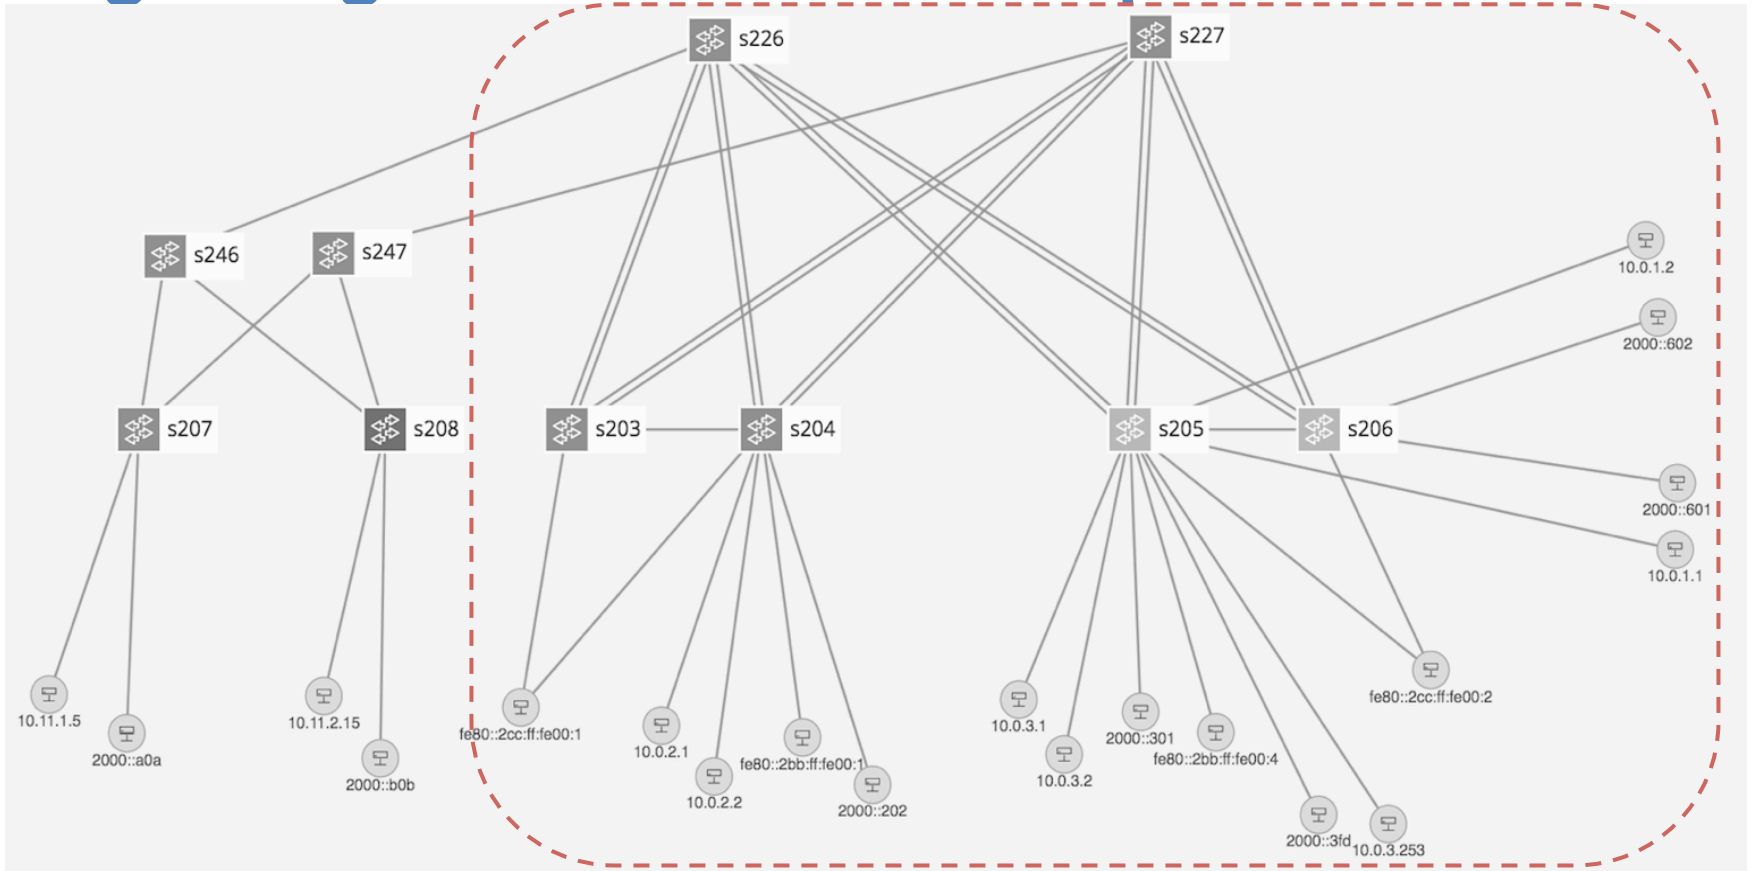 s226
s227
s246
s247
10.0.1.2
2000::602
s207
s208
s203
s204
s205
s206
2000::601
10.0.1.1
10.11.1.5
2000::a0a
10.11.2.15
2000::b0b
fe80::2cc:ff:fe00:1
10.0.2.1
10.0.2.2
fe80::2bb:ff:fe00:1
2000::202
10.0.3.1
10.0.3.2
2000::301
fe80::2bb:ff:fe00:4
fe80::2cc:ff:fe00:2
2000::3fd
10.0.3.253